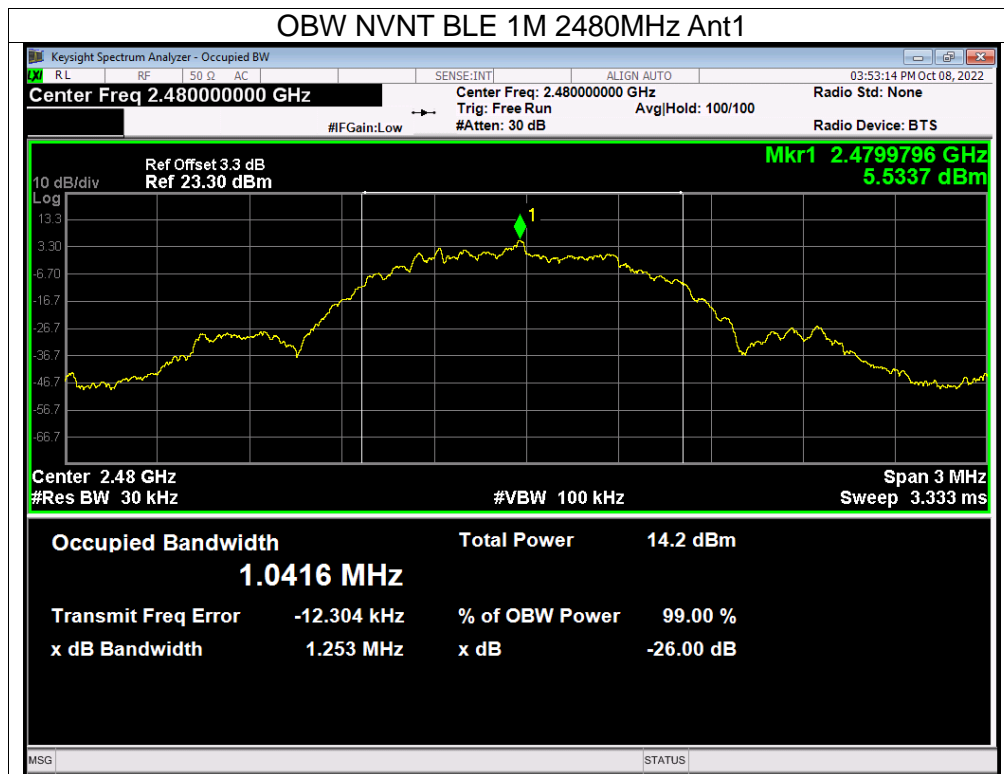 OBW NVNT BLE 1M 2480MHz Ant1
Keysight Spectrum Analyzer - Occupied BW
LXI RL RF 50 Ω AC SENSE:INT ALIGN AUTO 03:53:14 PM Oct 08, 2022
Center Freq 2.480000000 GHz Center Freq: 2.480000000 GHz Radio Std: None
Trig: Free Run Avg|Hold: 100/100
#IFGain:Low #Atten: 30 dB Radio Device: BTS
Mkr1 2.4799796 GHz
Ref Offset 3.3 dB
10 dB/div Ref 23.30 dBm 5.5337 dBm
Log
1
13.3
3.30
-6.70
-16.7
-26.7
-36.7
-46.7
-56.7
-66.7
Center 2.48 GHz Span 3 MHz
#Res BW 30 kHz #VBW 100 kHz Sweep 3.333 ms
Occupied Bandwidth Total Power 14.2 dBm
1.0416 MHz
Transmit Freq Error -12.304 kHz % of OBW Power 99.00 %
x dB Bandwidth 1.253 MHz x dB -26.00 dB
MSG STATUS